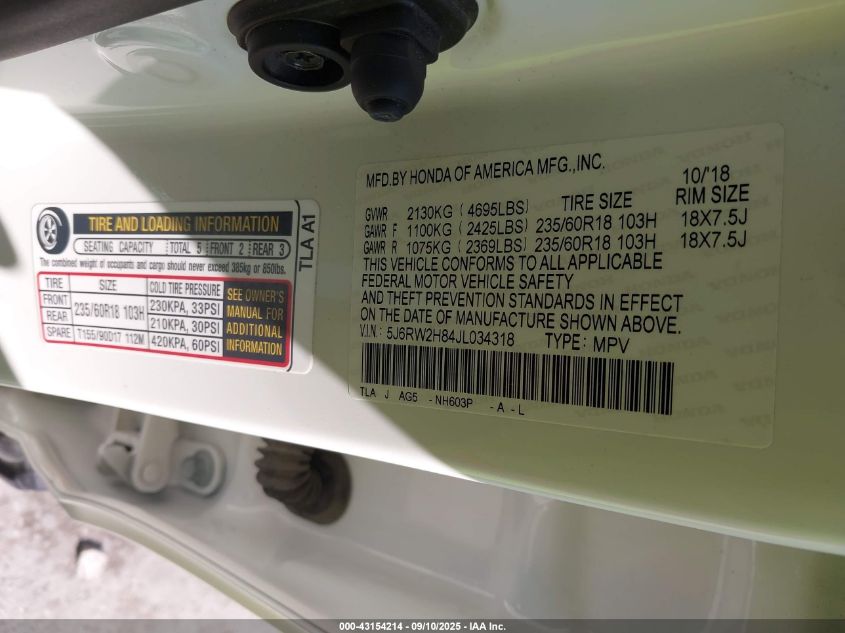 TIRE AND LOADING INFORMATION
SEATING CAPACITY TOTAL 5 FRONT 2 REAR 3
The combined weight of occupants and cargo should never exceed 385kg or 850lbs.
TIRE SIZE COLD TIRE PRESSURE
FRONT 235/60R18 103H 230KPA, 33PSI
REAR 210KPA, 30PSI
SPARE T155/90D17 112M 420KPA, 60PSI
SEE OWNER'S
MANUAL FOR
ADDITIONAL
INFORMATION
TLA A1
MFD.BY HONDA OF AMERICA MFG.,INC. 10/'18
GVWR 2130KG (4695LBS) TIRE SIZE RIM SIZE
GAWR F 1100KG (2425LBS) 235/60R18 103H 18X7.5J
GAWR R 1075KG (2369LBS) 235/60R18 103H 18X7.5J
THIS VEHICLE CONFORMS TO ALL APPLICABLE
FEDERAL MOTOR VEHICLE SAFETY
AND THEFT PREVENTION STANDARDS IN EFFECT
ON THE DATE OF MANUFACTURE SHOWN ABOVE.
V.I.N.: 5J6RW2H84JL034318 TYPE: MPV
TLA J AG5 -NH603P -A -L
000-43154214 - 09/10/2025 - IAA Inc.